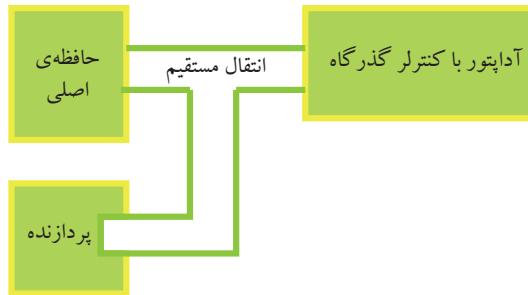 آداپتور با کنترلر گذرگاه
انتقال مستقیم
حافظه‌ی
اصلی
پردازنده